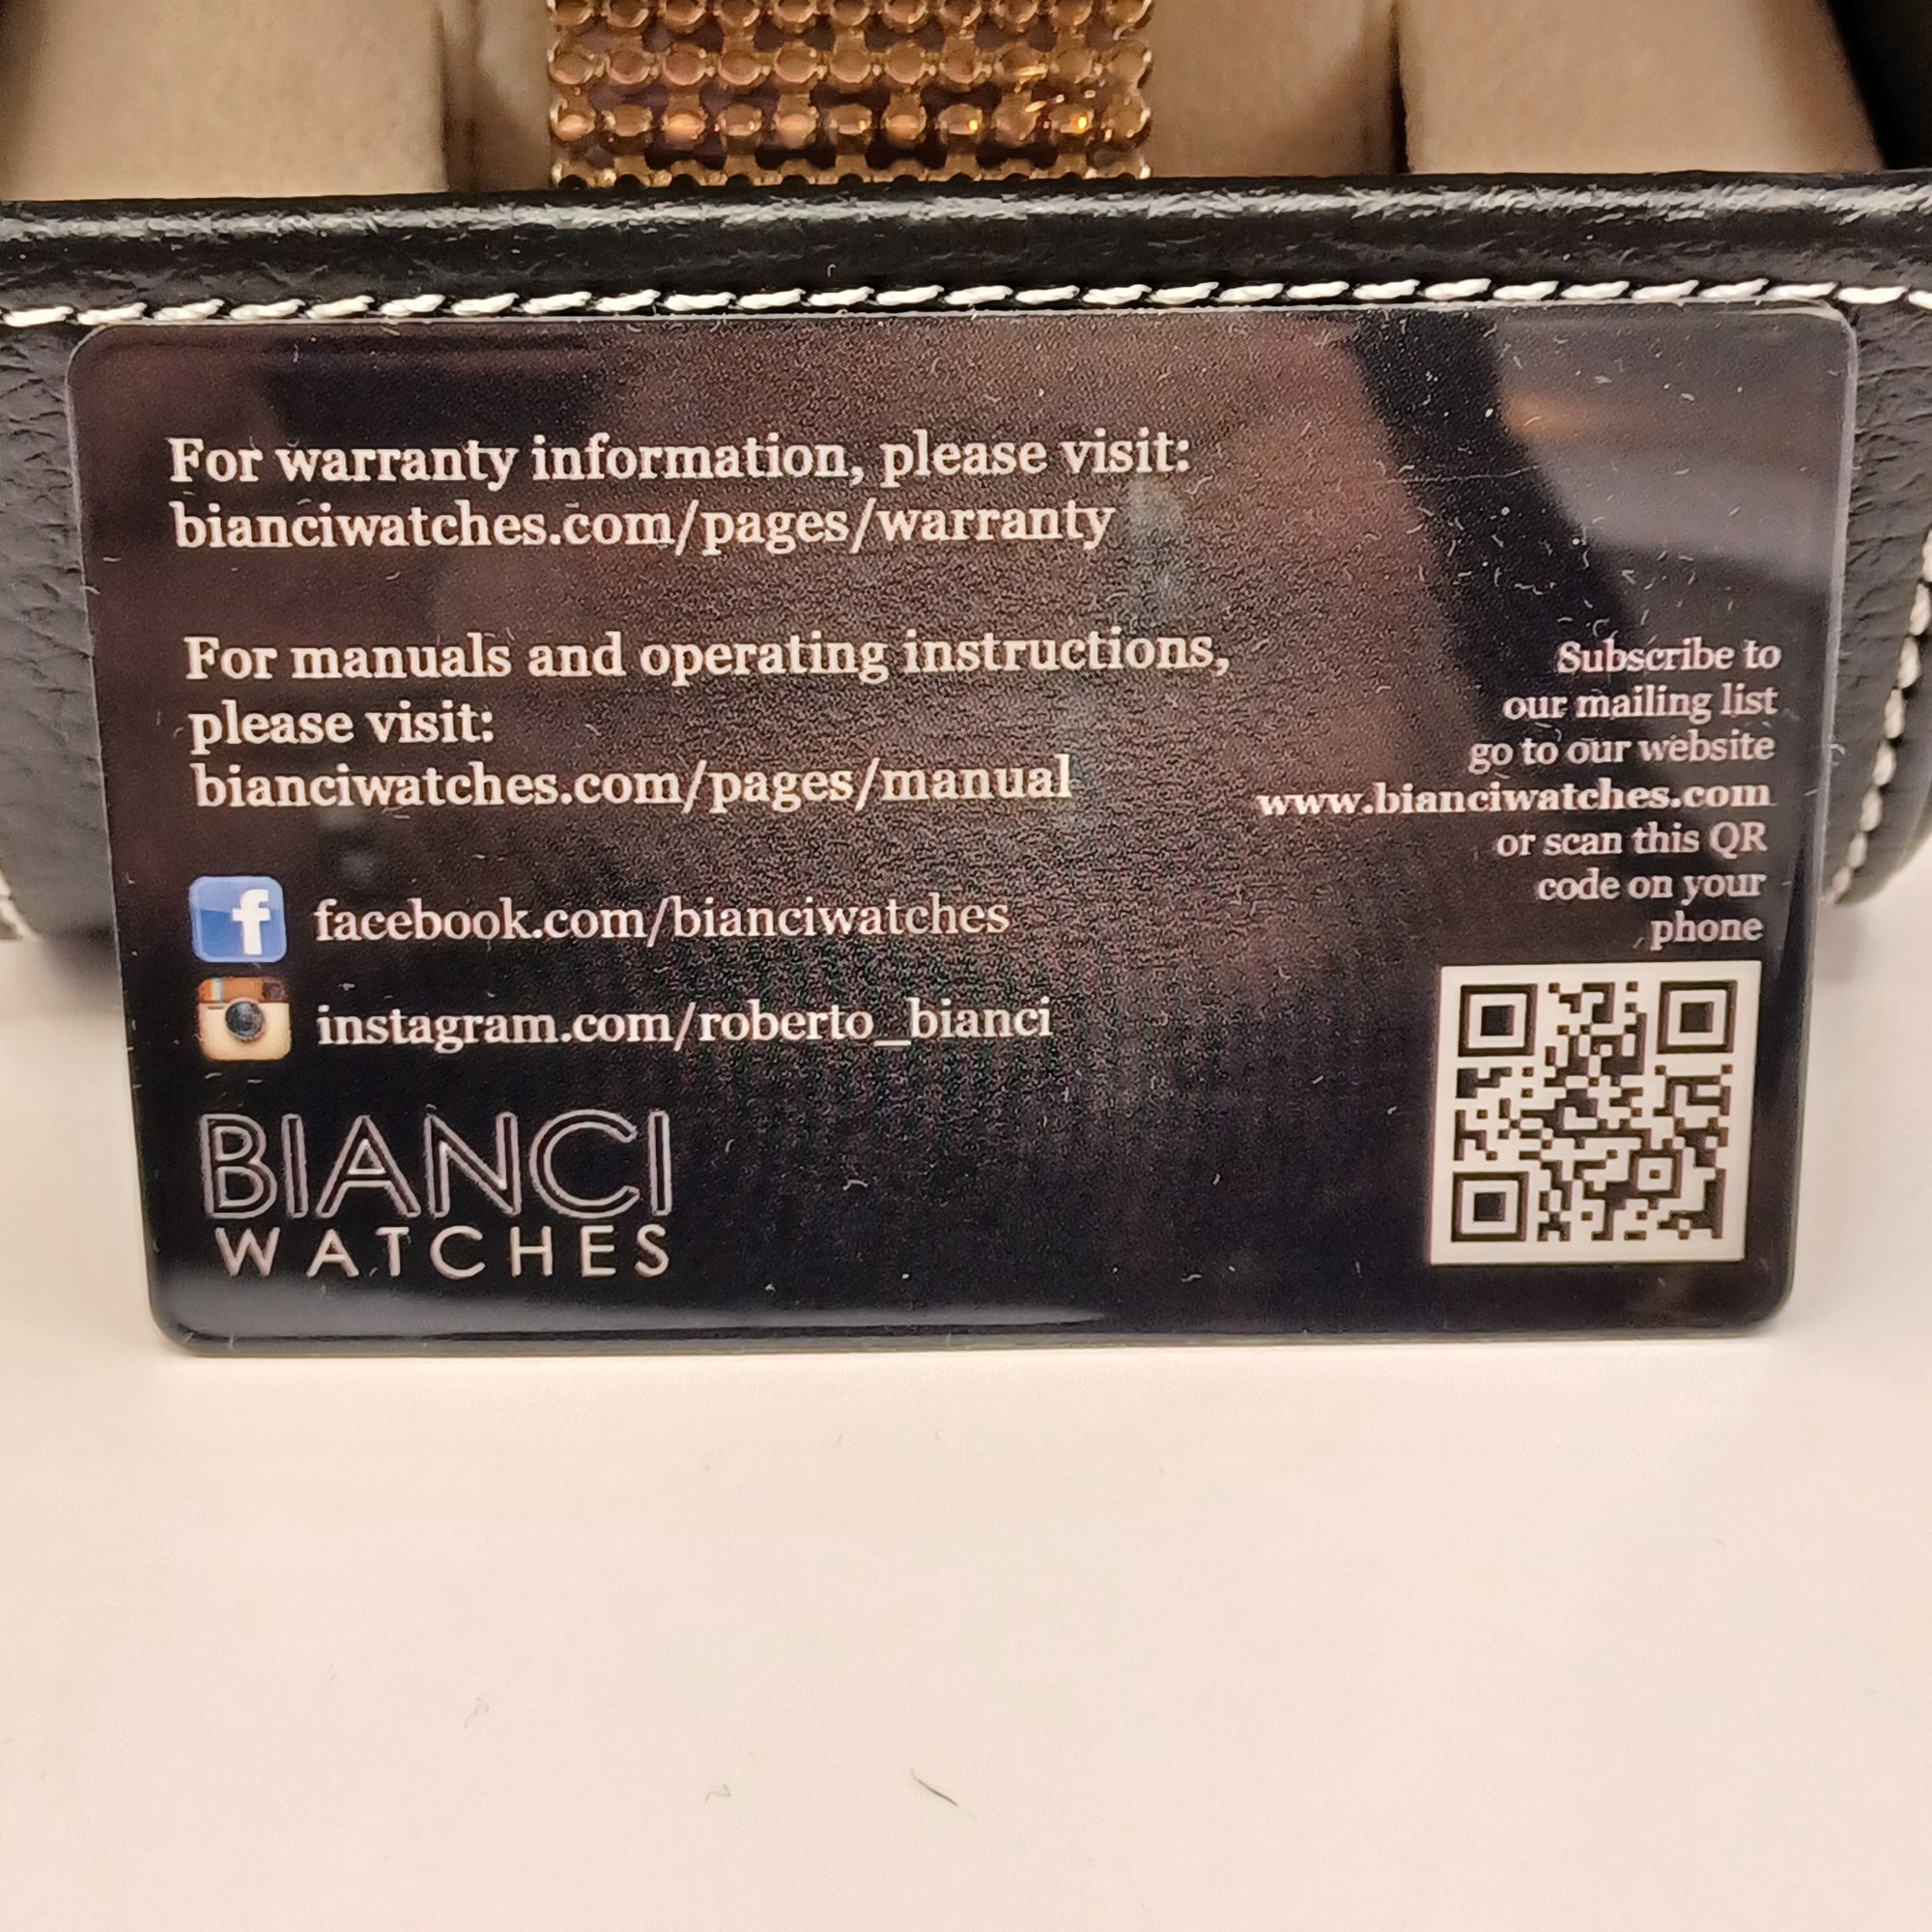 For warranty information, please visit:
bianciwatches.com/pages/warranty
For manuals and operating instructions,
please visit:
bianciwatches.com/pages/manual
f facebook.com/bianciwatches
instagram.com/roberto_bianci
BIANCI
WATCHES
Subscribe to
our mailing list
go to our website
www.bianciwatches.com
or scan this QR
code on your
phone